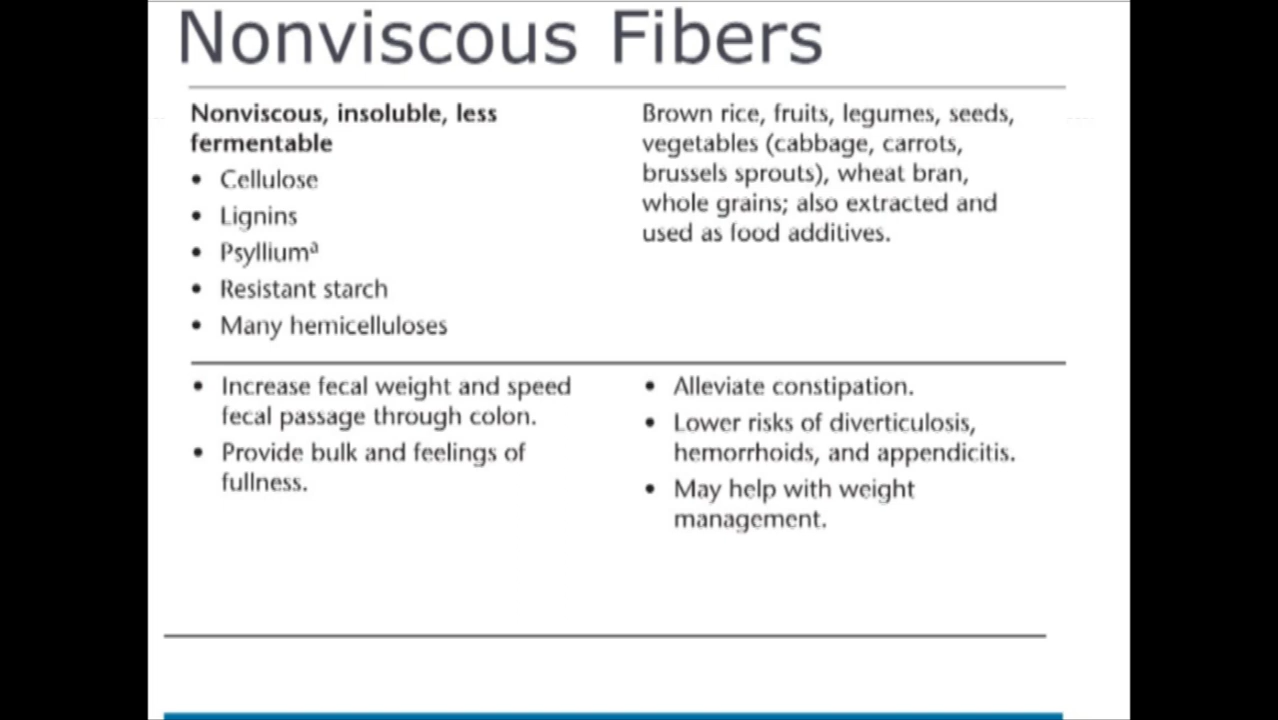 Nonviscous Fibers
Nonviscous, insoluble, less
fermentable
• Cellulose
• Lignins
• Psylliumᵃ
• Resistant starch
• Many hemicelluloses
Brown rice, fruits, legumes, seeds,
vegetables (cabbage, carrots,
brussels sprouts), wheat bran,
whole grains; also extracted and
used as food additives.
• Increase fecal weight and speed
fecal passage through colon.
• Provide bulk and feelings of
fullness.
• Alleviate constipation.
• Lower risks of diverticulosis,
hemorrhoids, and appendicitis.
• May help with weight
management.